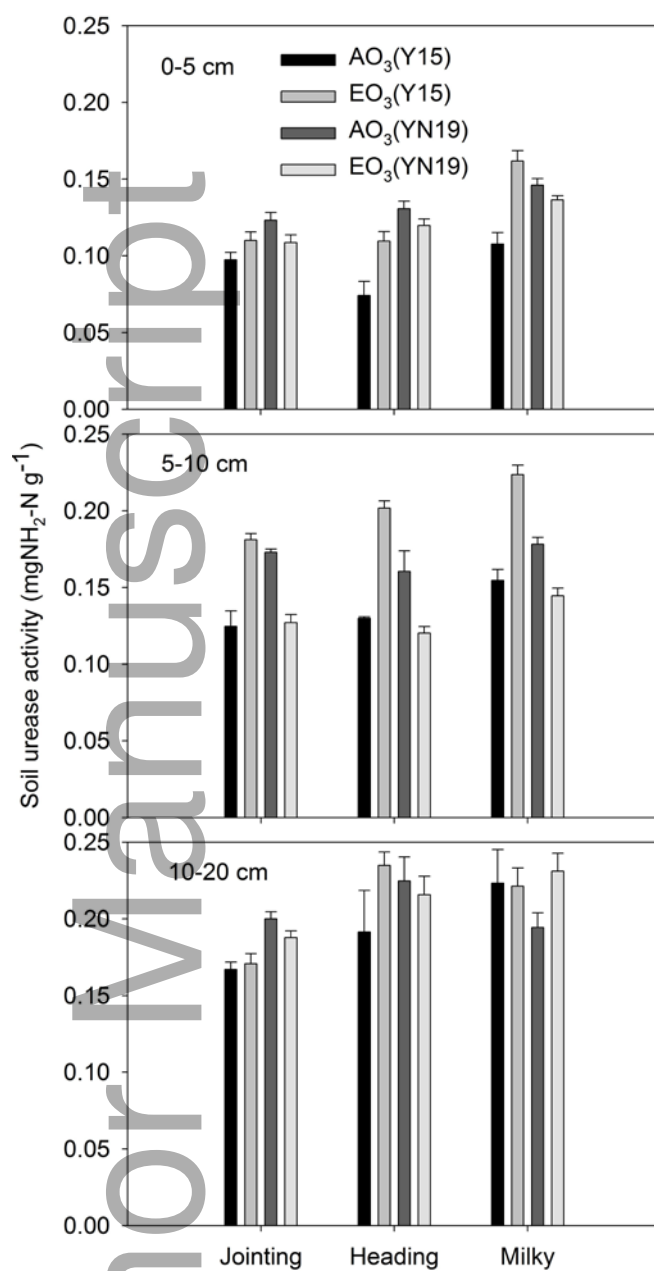 0.25
0-5 cm
AO₃(Y15)
EO₃(Y15)
AO₃(YN19)
EO₃(YN19)
0.20
0.15
0.10
0.05
0.00
0.25
5-10 cm
0.20
0.15
0.10
0.05
0.00
Soil urease activity (mgNH₂-N g⁻¹)
0.25
10-20 cm
0.20
0.15
0.10
0.05
0.00
Jointing Heading Milky
Manuscript